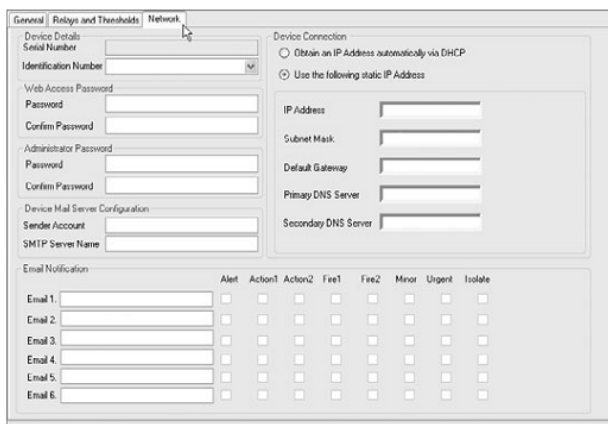 General Relays and Thresholds Network
Device Details
Serial Number
Identification Number
Web Access Password
Password
Confirm Password
Administrator Password
Password
Confirm Password
Device Mail Server Configuration
Sender Account
SMTP Server Name
Device Connection
Obtain an IP Address automatically via DHCP
Use the following static IP Address
IP Address
Subnet Mask
Default Gateway
Primary DNS Server
Secondary DNS Server
Email Notification
Alert Action1 Action2 Fire1 Fire2 Minor Urgent Isolate
Email 1.
Email 2.
Email 3.
Email 4.
Email 5.
Email 6.